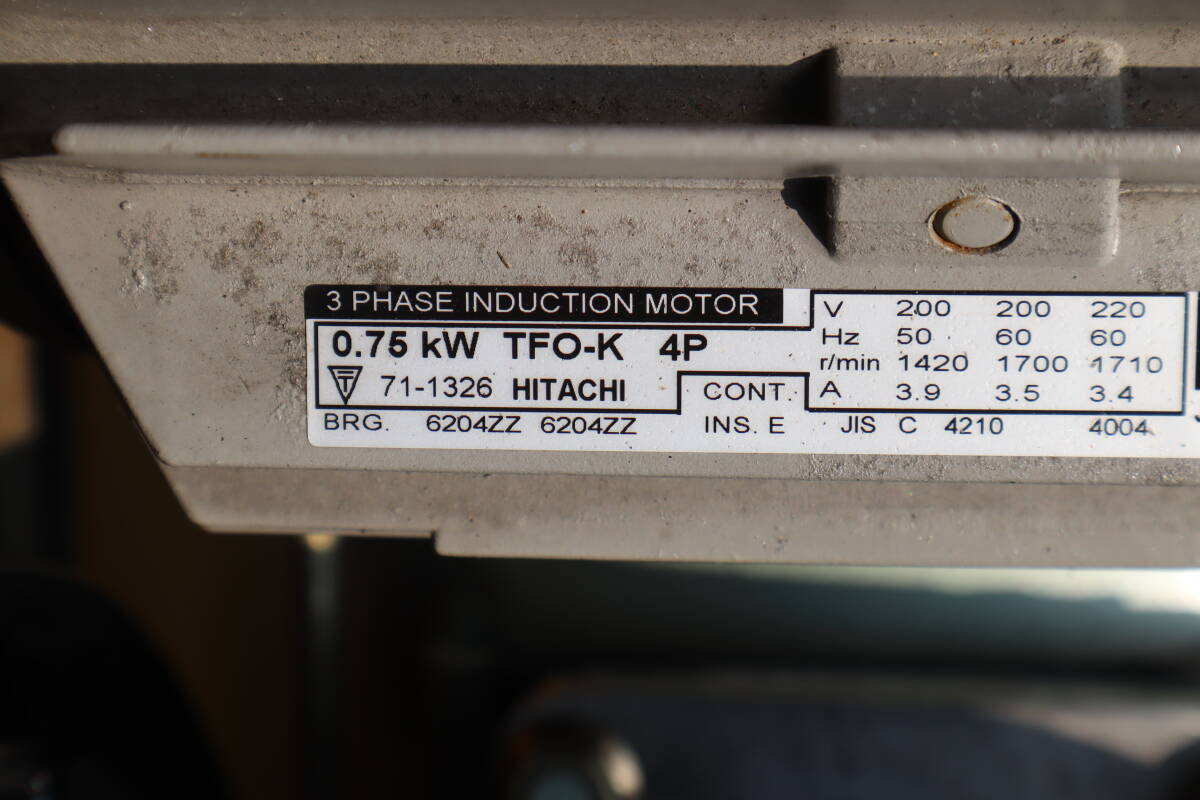 3 PHASE INDUCTION MOTOR
0.75 kW TFO-K 4P
71-1326 HITACHI
CONT.
V 200 200 220
Hz 50 60 60
r/min 1420 1700 1710
A 3.9 3.5 3.4
BRG. 6204ZZ 6204ZZ INS. E JIS C 4210 4004